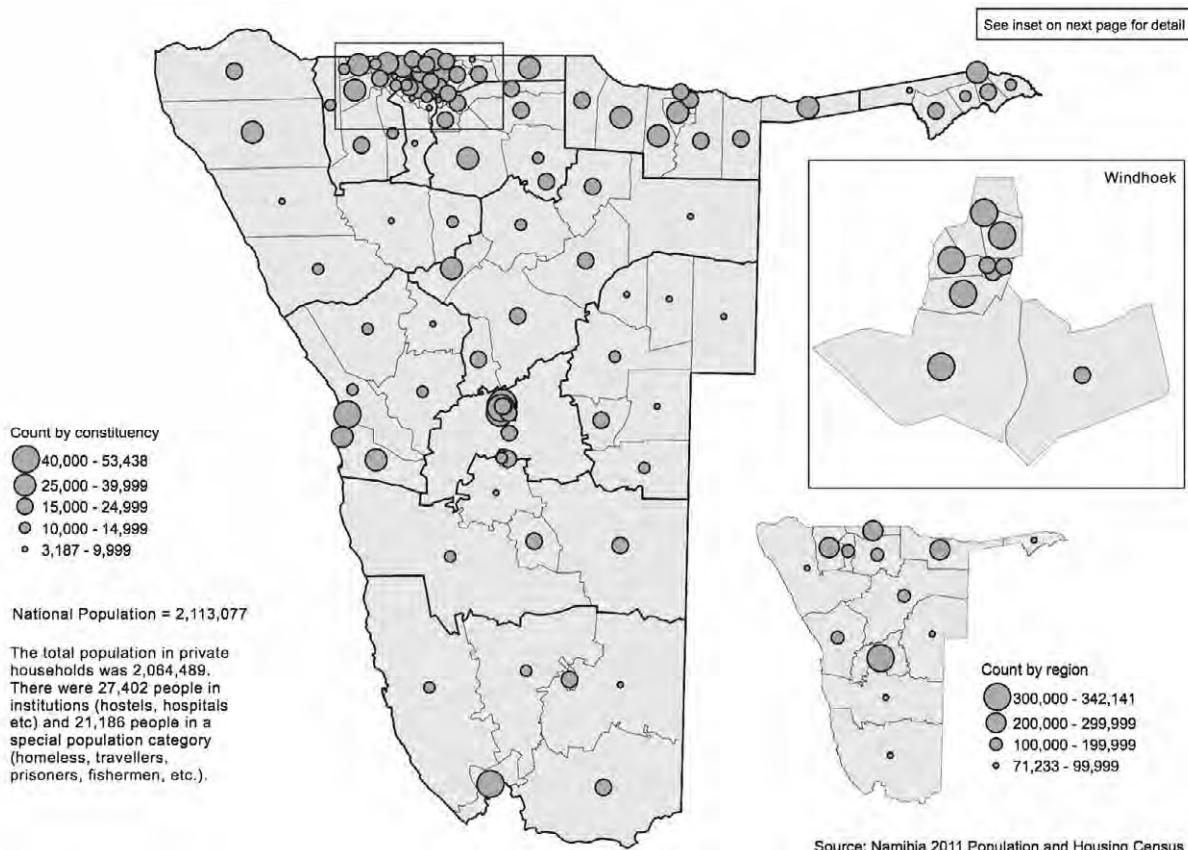 See inset on next page for detail
Windhoek
Count by constituency
40,000 - 53,438
25,000 - 39,999
15,000 - 24,999
10,000 - 14,999
3,187 - 9,999
National Population = 2,113,077
The total population in private
households was 2,064,489.
There were 27,402 people in
institutions (hostels, hospitals
etc) and 21,186 people in a
special population category
(homeless, travellers,
prisoners, fishermen, etc.).
Count by region
300,000 - 342,141
200,000 - 299,999
100,000 - 199,999
71,233 - 99,999
Source: Namibia 2011 Population and Housing Census